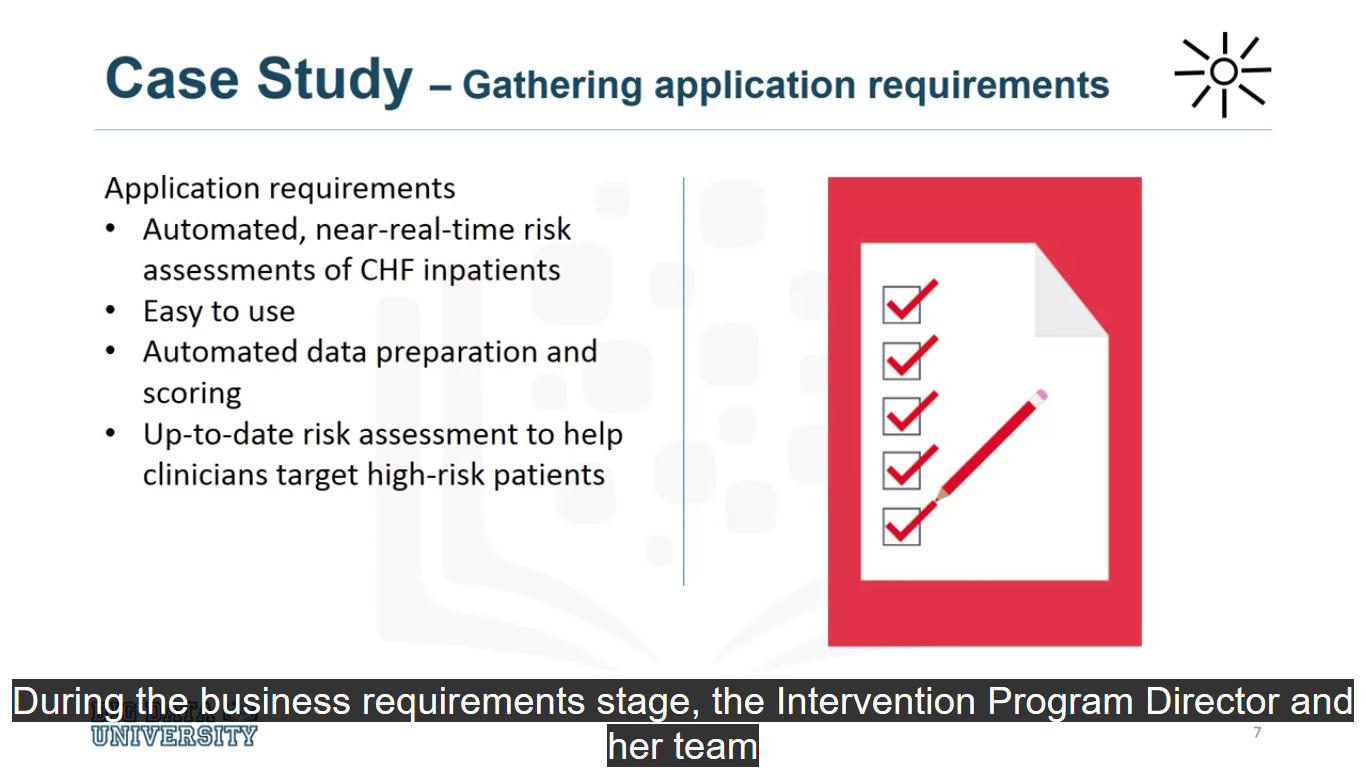 Case Study – Gathering application requirements
Application requirements
• Automated, near-real-time risk
assessments of CHF inpatients
• Easy to use
• Automated data preparation and
scoring
• Up-to-date risk assessment to help
clinicians target high-risk patients
During the business requirements stage, the Intervention Program Director and
her team
UNIVERSITY
7